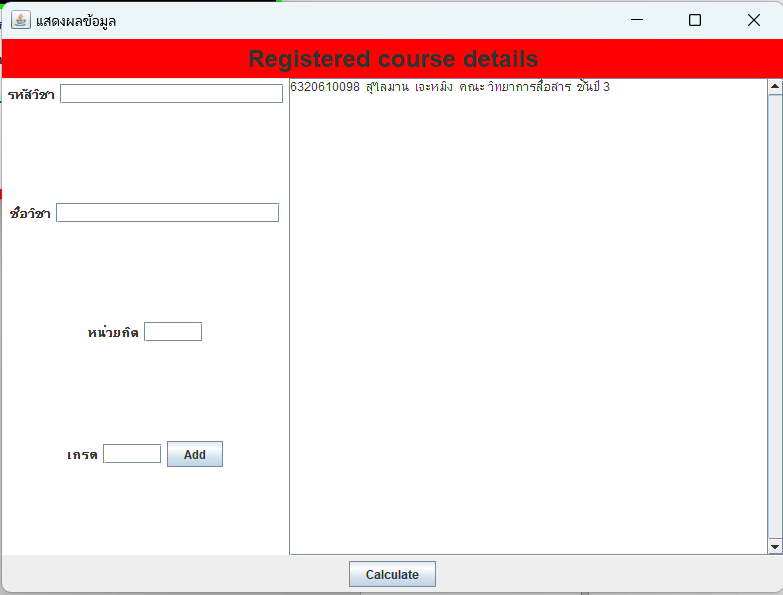 แสดงผลข้อมูล
Registered course details
รหัสวิชา
6320610098 สุไลมาน เจะหมิง คณะ วิทยาการสื่อสาร ชั้นปี 3
ชื่อวิชา
หน่วยกิต
เกรด
Add
Calculate